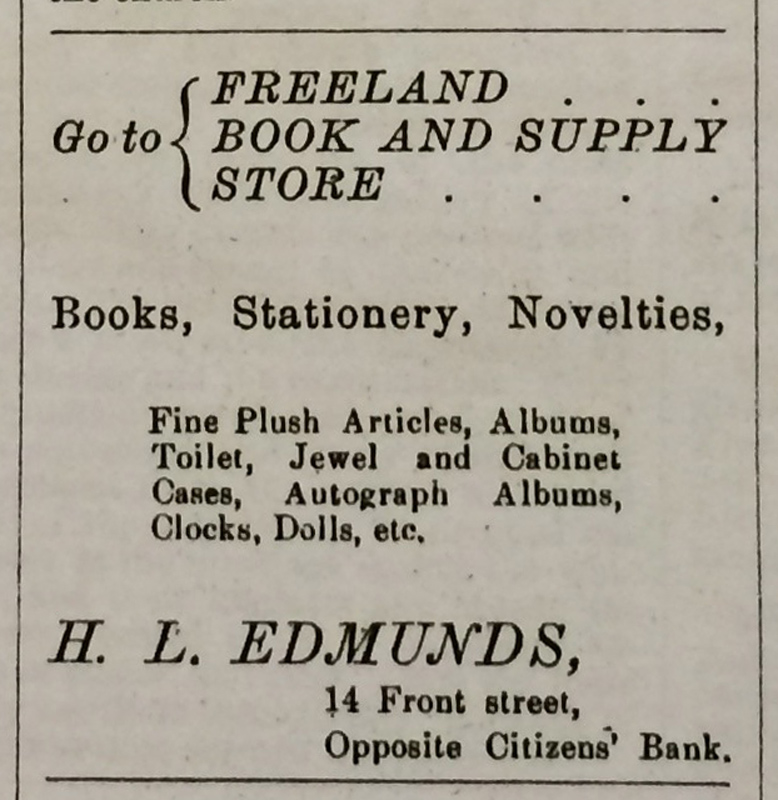 FREELAND . . .
Go to { BOOK AND SUPPLY
STORE . . . .
Books, Stationery, Novelties,
Fine Plush Articles, Albums,
Toilet, Jewel and Cabinet
Cases, Autograph Albums,
Clocks, Dolls, etc.
H. L. EDMUNDS,
14 Front street,
Opposite Citizens' Bank.